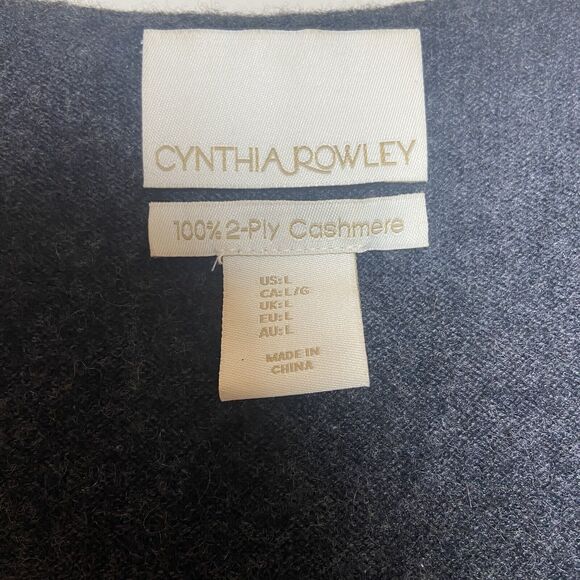 CYNTHIA ROWLEY
100% 2-Ply Cashmere
US: L
CA: L/G
UK: L
EU: L
AU: L
MADE IN
CHINA